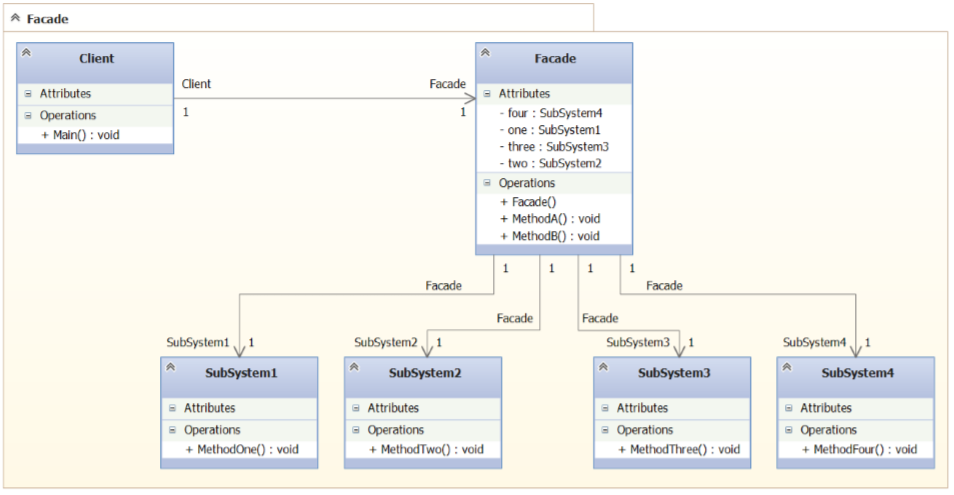 Facade
Client
Attributes
Operations
+ Main() : void
Client
1
Facade
1
Facade
Attributes
- four : SubSystem4
- one : SubSystem1
- three : SubSystem3
- two : SubSystem2
Operations
+ Facade()
+ MethodA() : void
+ MethodB() : void
1
1
1
1
Facade
Facade
Facade
Facade
SubSystem1
1
SubSystem2
1
SubSystem3
1
SubSystem4
1
SubSystem1
Attributes
Operations
+ MethodOne() : void
SubSystem2
Attributes
Operations
+ MethodTwo() : void
SubSystem3
Attributes
Operations
+ MethodThree() : void
SubSystem4
Attributes
Operations
+ MethodFour() : void